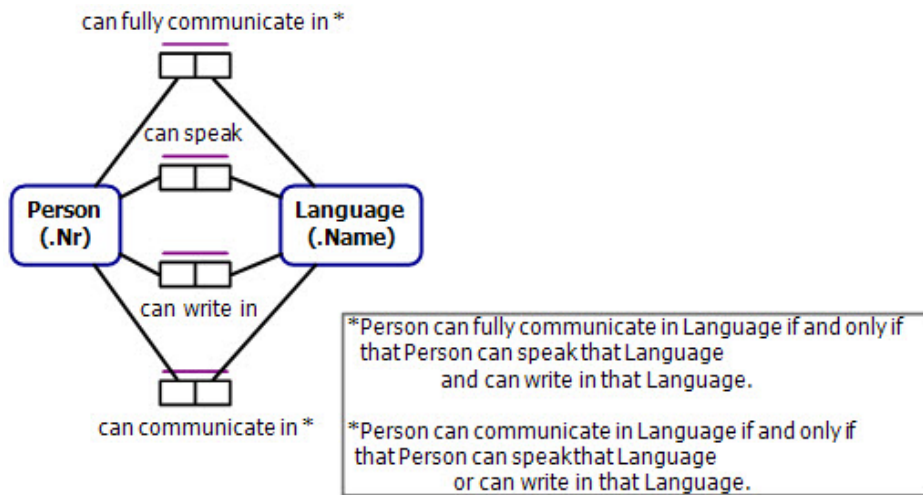 can fully communicate in *
can speak
Person
(.Nr)
Language
(.Name)
can write in
can communicate in *
*Person can fully communicate in Language if and only if
that Person can speak that Language
and can write in that Language.
*Person can communicate in Language if and only if
that Person can speak that Language
or can write in that Language.